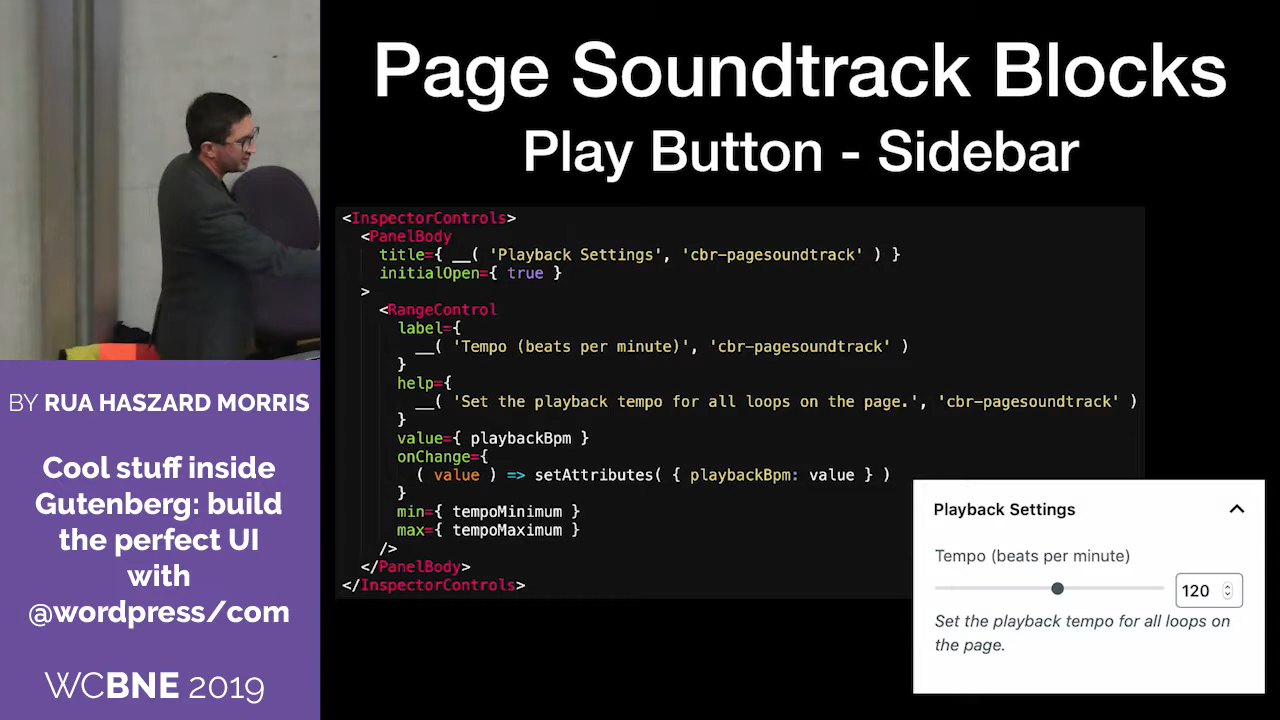 Page Soundtrack Blocks
Play Button - Sidebar
<InspectorControls>
<PanelBody
title={ __( 'Playback Settings', 'cbr-pagesoundtrack' ) }
initialOpen={ true }
>
<RangeControl
label={
__( 'Tempo (beats per minute)', 'cbr-pagesoundtrack' )
}
help={
__( 'Set the playback tempo for all loops on the page.', 'cbr-pagesoundtrack' )
}
value={ playbackBpm }
onChange={
( value ) => setAttributes( { playbackBpm: value } )
}
min={ tempoMinimum }
max={ tempoMaximum }
/>
</PanelBody>
</InspectorControls>
Playback Settings
Tempo (beats per minute)
120
Set the playback tempo for all loops on
the page.
BY RUA HASZARD MORRIS
Cool stuff inside
Gutenberg: build
the perfect UI
with
@wordpress/com
WCBNE 2019